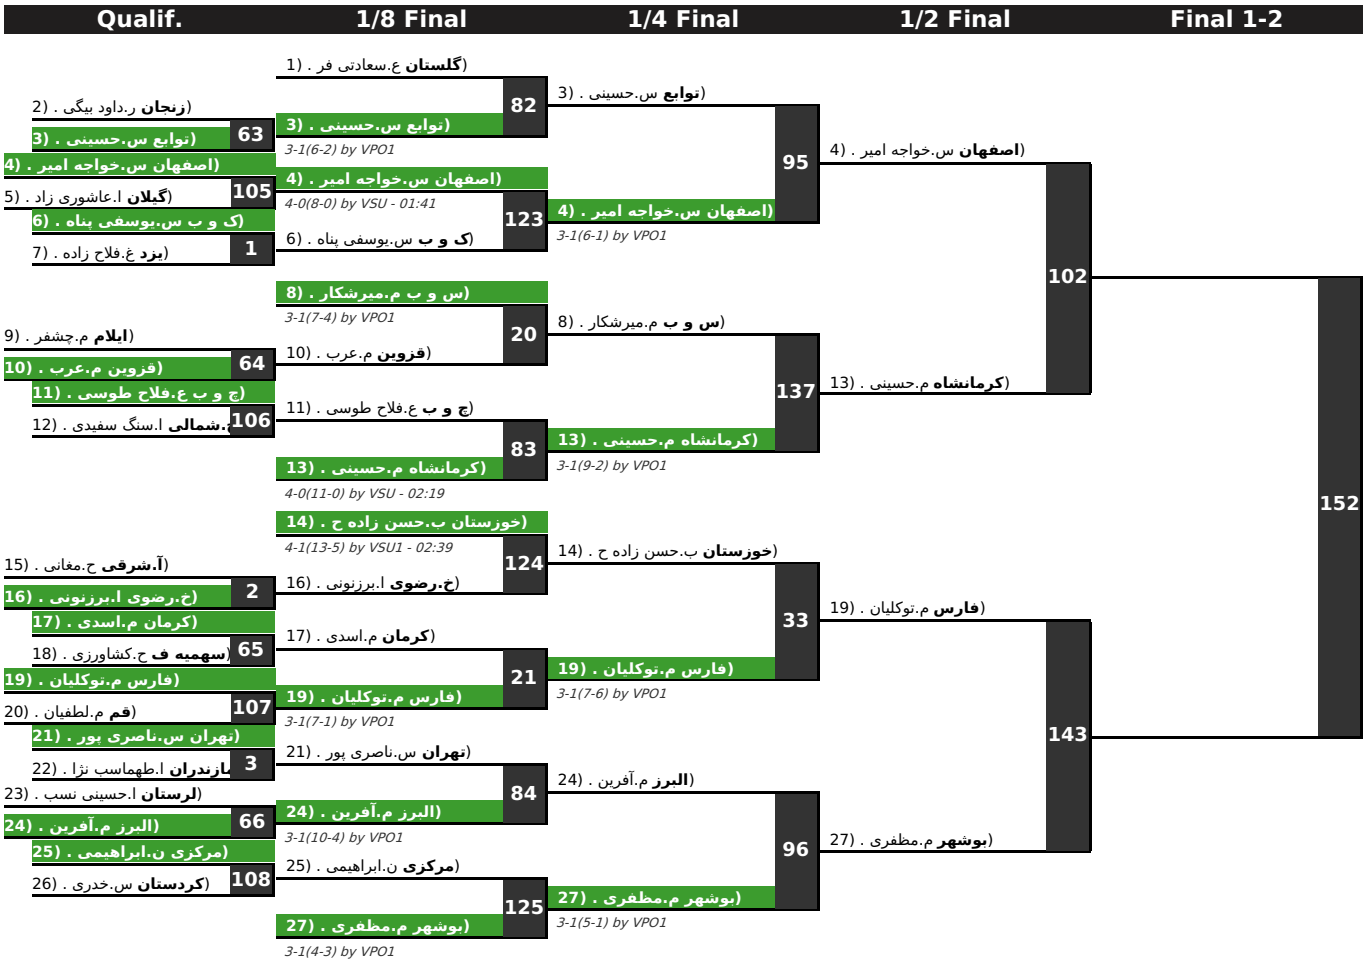 Qualif. 1/8 Final 1/4 Final 1/2 Final Final 1-2
2) . زنجان ر.داود بیگی)
63
3) . توابع س.حسینی)
4) . اصفهان س.خواجه امیر)
105
5) . گیلان ا.عاشوری زاد)
6) . ک و ب س.یوسفی پناه)
1
7) . یزد غ.فلاح زاده)
9) . ایلام م.چشفر)
64
10) . قزوین م.عرب)
11) . چ و ب ع.فلاح طوسی)
106
12) . خ.شمالی ا.سنگ سفیدی
15) . آ.شرقی ح.مغانی)
2
16) . خ.رضوی ا.برزنونی)
17) . کرمان م.اسدی)
65
18) . سهمیه ف ح.کشاورزی)
19) . فارس م.توکلیان)
107
20) . قم م.لطفیان)
21) . تهران س.ناصری پور)
3
22) . مازندران ا.طهماسب نژا
23) . لرستان ا.حسینی نسب)
66
24) . البرز م.آفرین)
25) . مرکزی ن.ابراهیمی)
108
26) . کردستان س.خدری)
1) . گلستان ع.سعادتی فر)
82
3) . توابع س.حسینی)
3-1(6-2) by VPO1
4) . اصفهان س.خواجه امیر)
4-0(8-0) by VSU - 01:41
123
6) . ک و ب س.یوسفی پناه)
8) . س و ب م.میرشکار)
3-1(7-4) by VPO1
20
10) . قزوین م.عرب)
11) . چ و ب ع.فلاح طوسی)
83
13) . کرمانشاه م.حسینی)
4-0(11-0) by VSU - 02:19
14) . خوزستان ب.حسن زاده ح)
4-1(13-5) by VSU1 - 02:39
124
16) . خ.رضوی ا.برزنونی)
17) . کرمان م.اسدی)
21
19) . فارس م.توکلیان)
3-1(7-1) by VPO1
21) . تهران س.ناصری پور)
84
24) . البرز م.آفرین)
3-1(10-4) by VPO1
25) . مرکزی ن.ابراهیمی)
125
27) . بوشهر م.مظفری)
3-1(4-3) by VPO1
3) . توابع س.حسینی)
95
4) . اصفهان س.خواجه امیر)
3-1(6-1) by VPO1
8) . س و ب م.میرشکار)
137
13) . کرمانشاه م.حسینی)
3-1(9-2) by VPO1
14) . خوزستان ب.حسن زاده ح)
33
19) . فارس م.توکلیان)
3-1(7-6) by VPO1
24) . البرز م.آفرین)
96
27) . بوشهر م.مظفری)
3-1(5-1) by VPO1
4) . اصفهان س.خواجه امیر)
102
13) . کرمانشاه م.حسینی)
19) . فارس م.توکلیان)
143
27) . بوشهر م.مظفری)
152